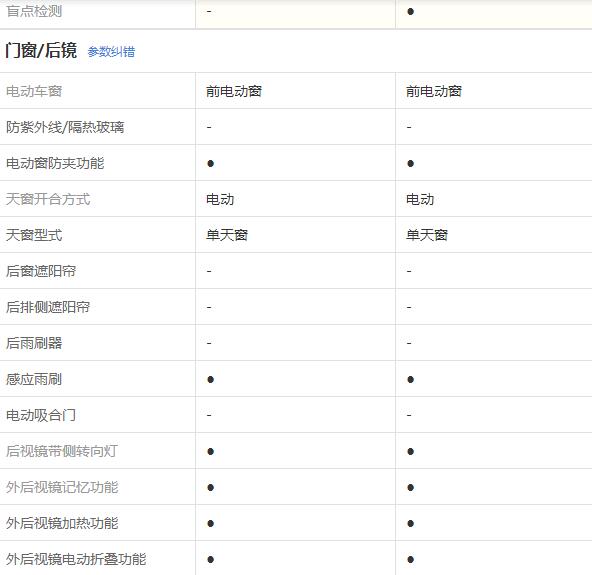 盲点检测 - ●
门窗/后镜 参数纠错
电动车窗 前电动窗 前电动窗
防紫外线/隔热玻璃 - -
电动窗防夹功能 ● ●
天窗开合方式 电动 电动
天窗型式 单天窗 单天窗
后窗遮阳帘 - -
后排侧遮阳帘 - -
后雨刷器 - -
感应雨刷 ● ●
电动吸合门 - -
后视镜带侧转向灯 ● ●
外后视镜记忆功能 ● ●
外后视镜加热功能 ● ●
外后视镜电动折叠功能 ● ●